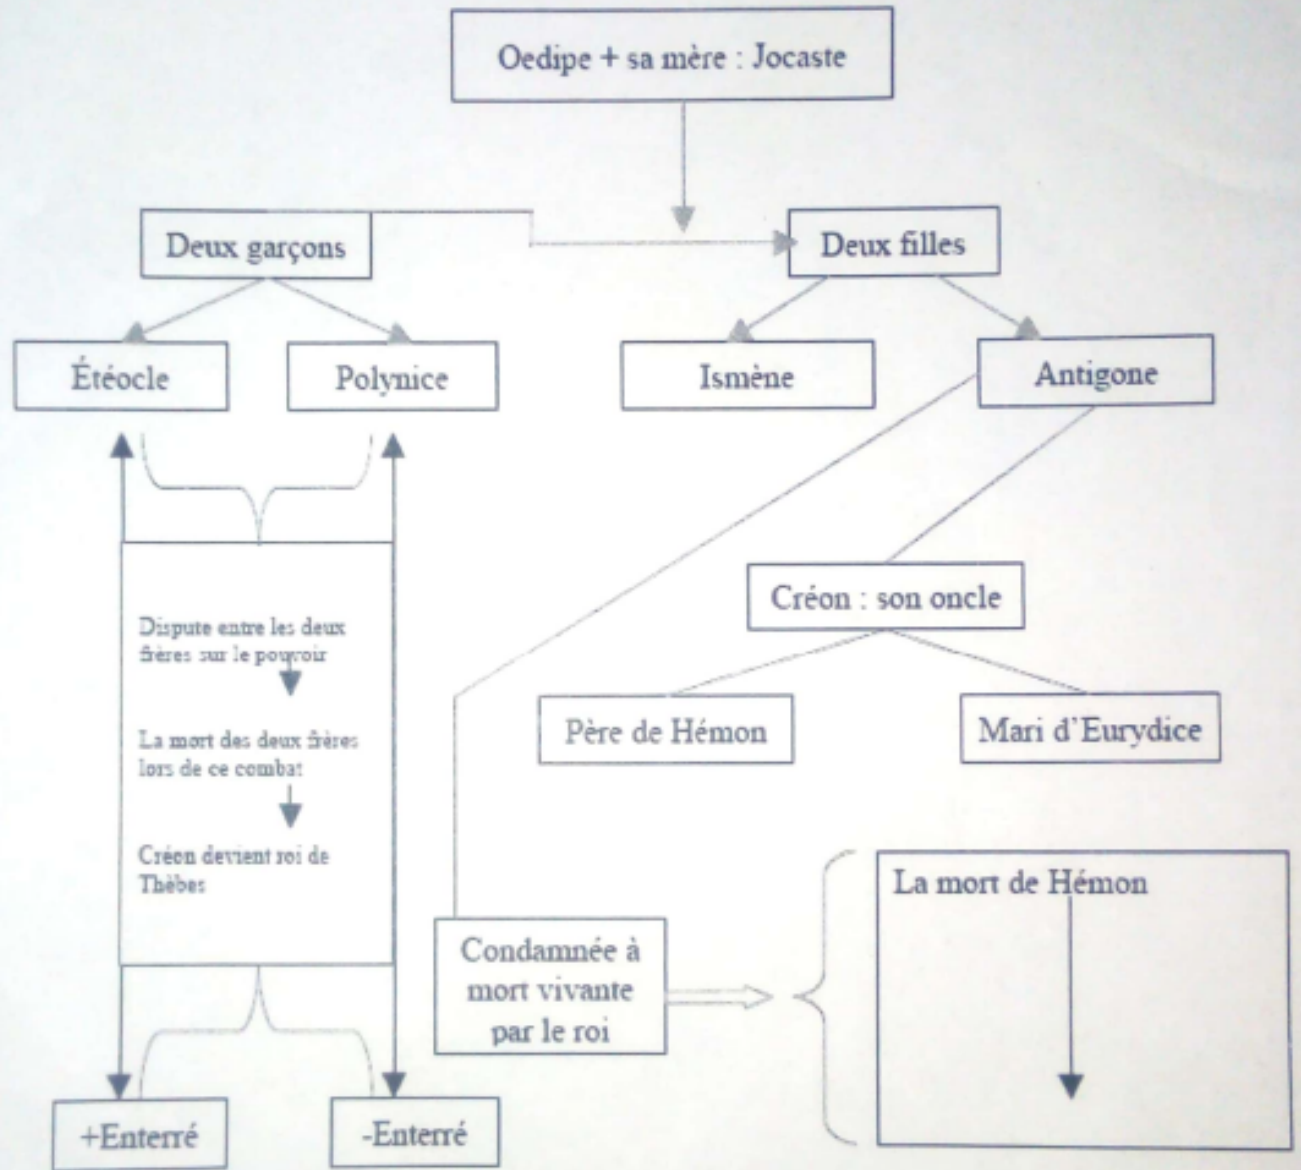 Oedipe + sa mère : Jocaste
Deux garçons
Deux filles
Étéocle
Polynice
Ismène
Antigone
Créon : son oncle
Dispute entre les deux
frères sur le pouvoir
Père de Hémon
Mari d'Eurydice
La mort des deux frères
lors de ce combat
Créon devient roi de
Thèbes
La mort de Hémon
Condamnée à
mort vivante
par le roi
+Enterré
-Enterré